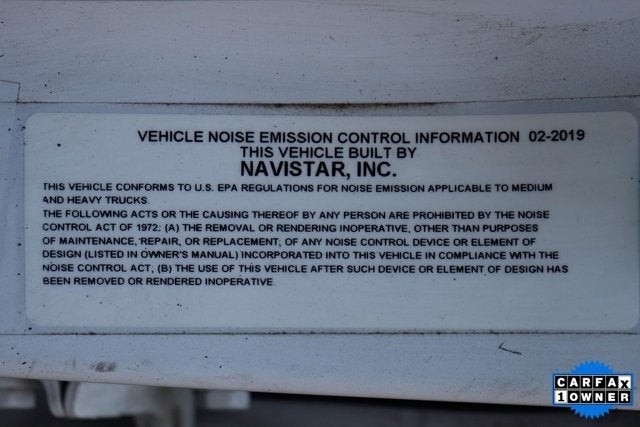 VEHICLE NOISE EMISSION CONTROL INFORMATION 02-2019
THIS VEHICLE BUILT BY
NAVISTAR, INC.
THIS VEHICLE CONFORMS TO U.S. EPA REGULATIONS FOR NOISE EMISSION APPLICABLE TO MEDIUM
AND HEAVY TRUCKS.
THE FOLLOWING ACTS OR THE CAUSING THEREOF BY ANY PERSON ARE PROHIBITED BY THE NOISE
CONTROL ACT OF 1972; (A) THE REMOVAL OR RENDERING INOPERATIVE, OTHER THAN PURPOSES
OF MAINTENANCE, REPAIR, OR REPLACEMENT, OF ANY NOISE CONTROL DEVICE OR ELEMENT OF
DESIGN (LISTED IN OWNER'S MANUAL) INCORPORATED INTO THIS VEHICLE IN COMPLIANCE WITH THE
NOISE CONTROL ACT, (B) THE USE OF THIS VEHICLE AFTER SUCH DEVICE OR ELEMENT OF DESIGN HAS
BEEN REMOVED OR RENDERED INOPERATIVE.
CARFAX
1 OWNER